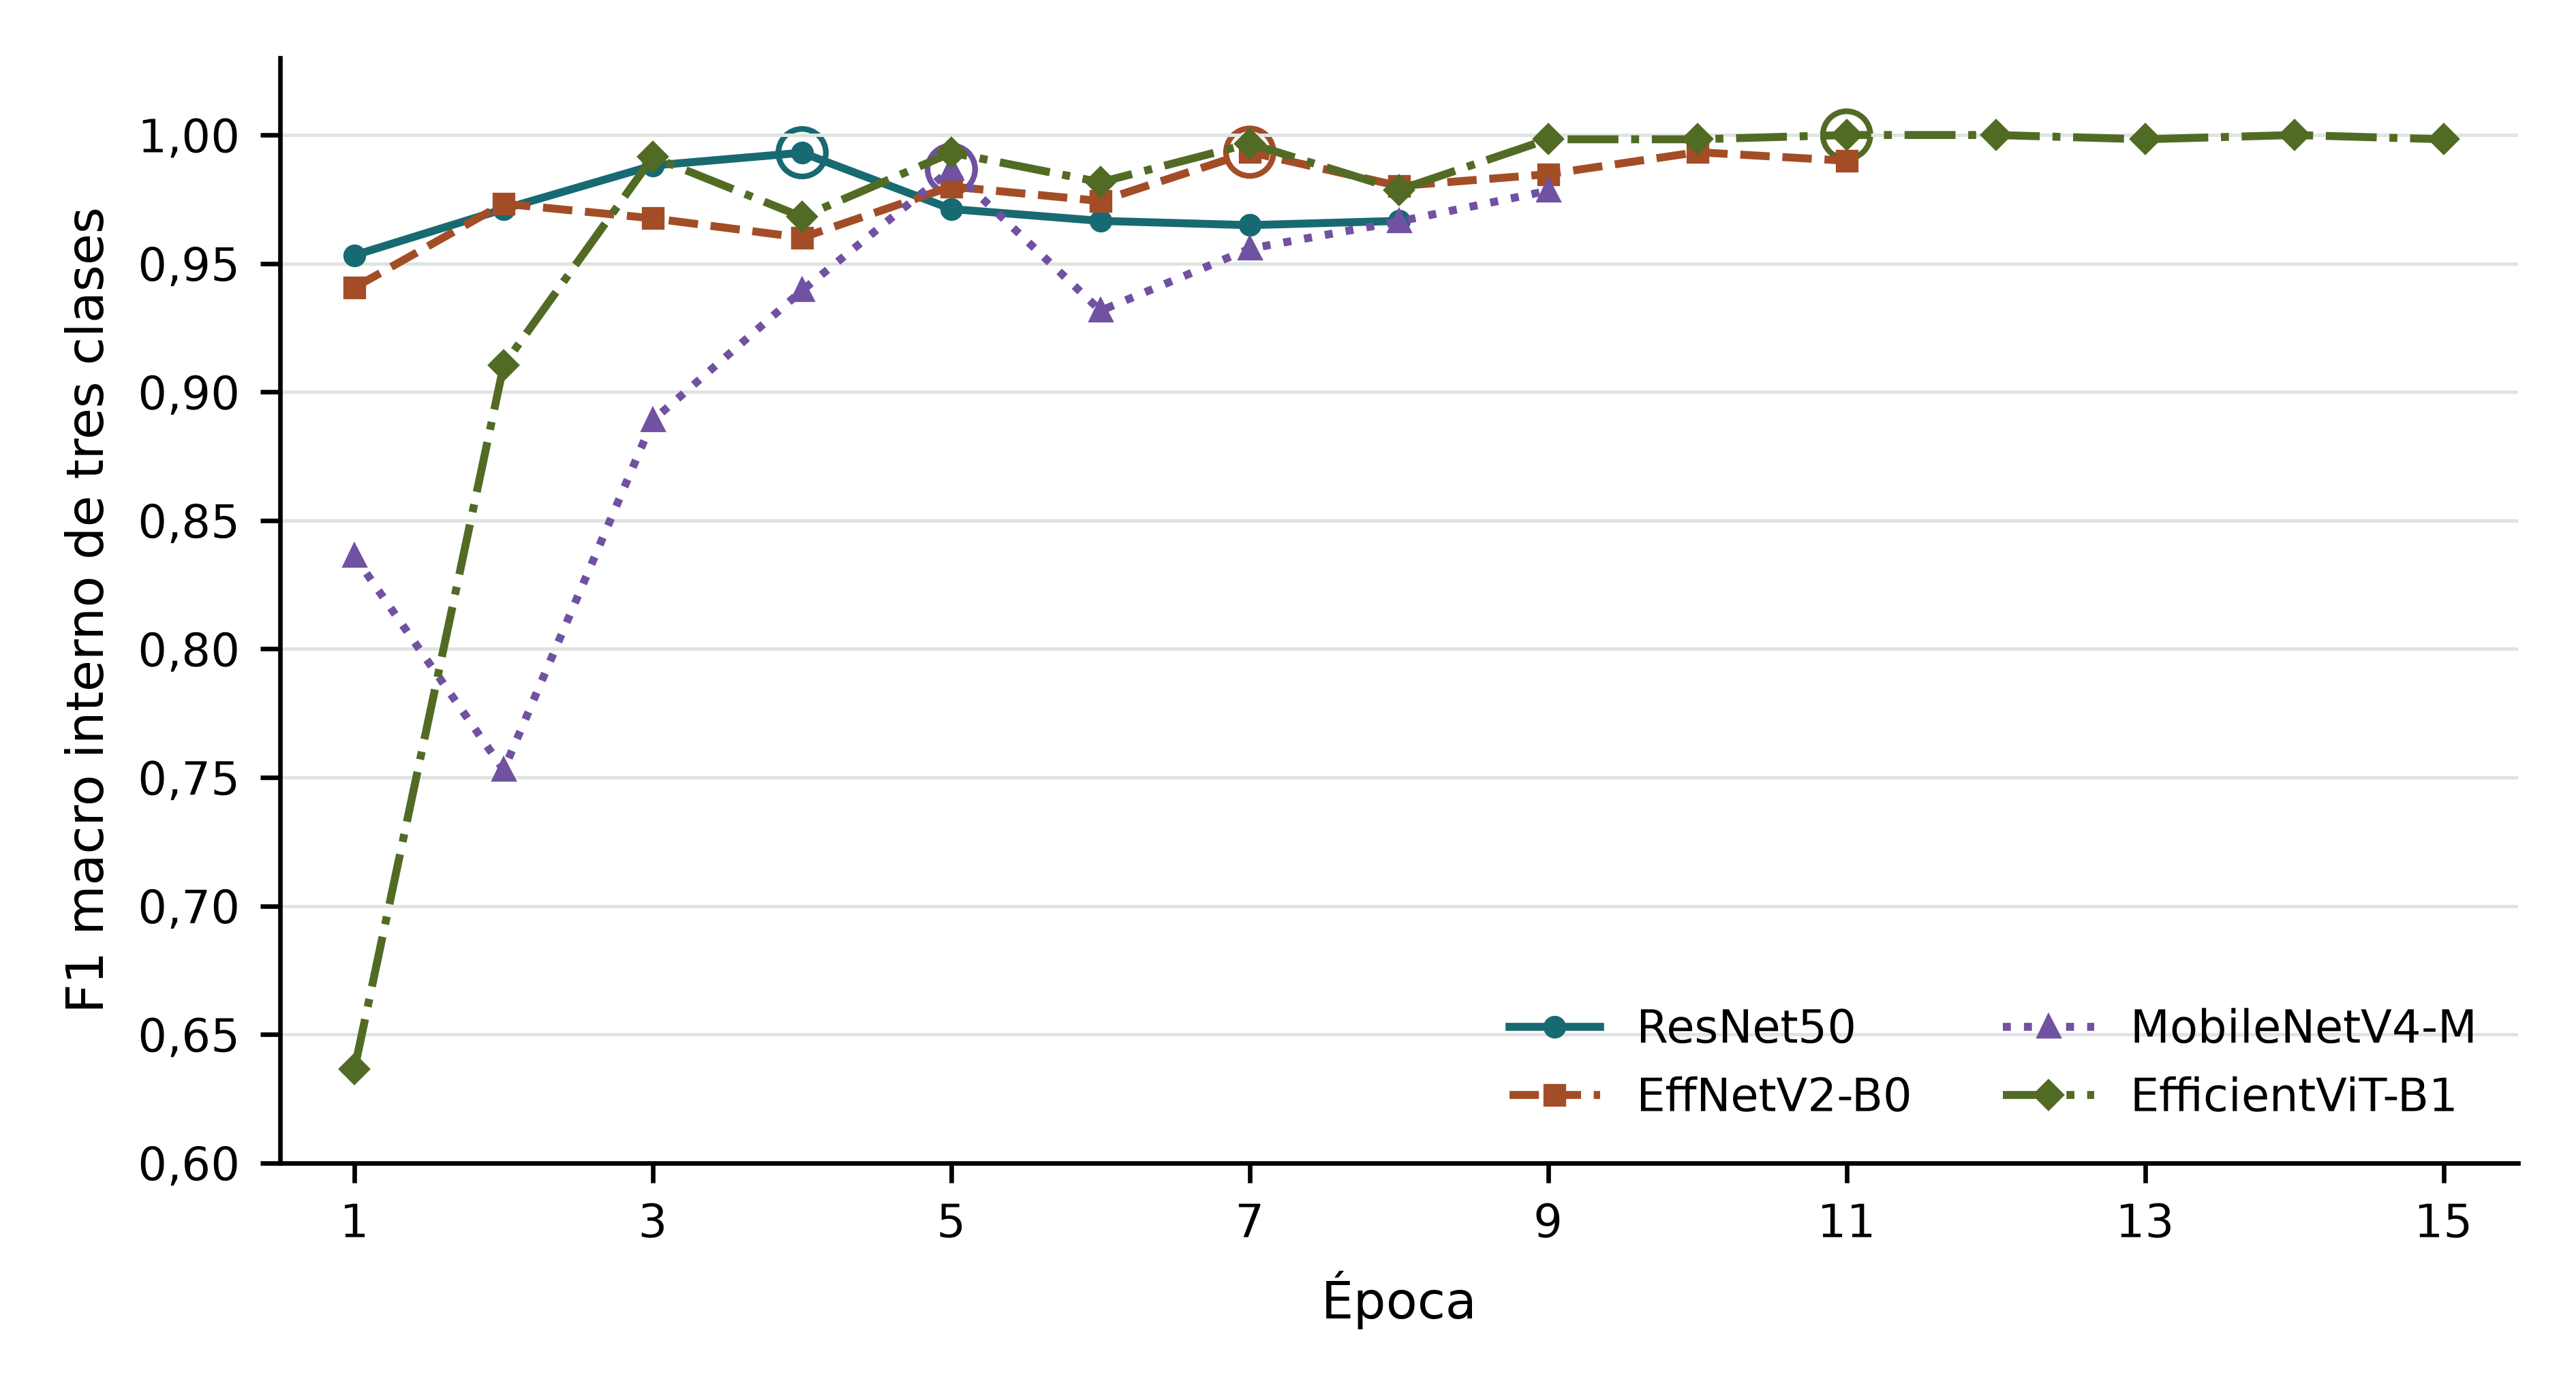 F1 macro interno de tres clases
1,00
0,95
0,90
0,85
0,80
0,75
0,70
0,65
0,60
1 3 5 7 9 11 13 15
Época
ResNet50 MobileNetV4-M
EffNetV2-B0 EfficientViT-B1